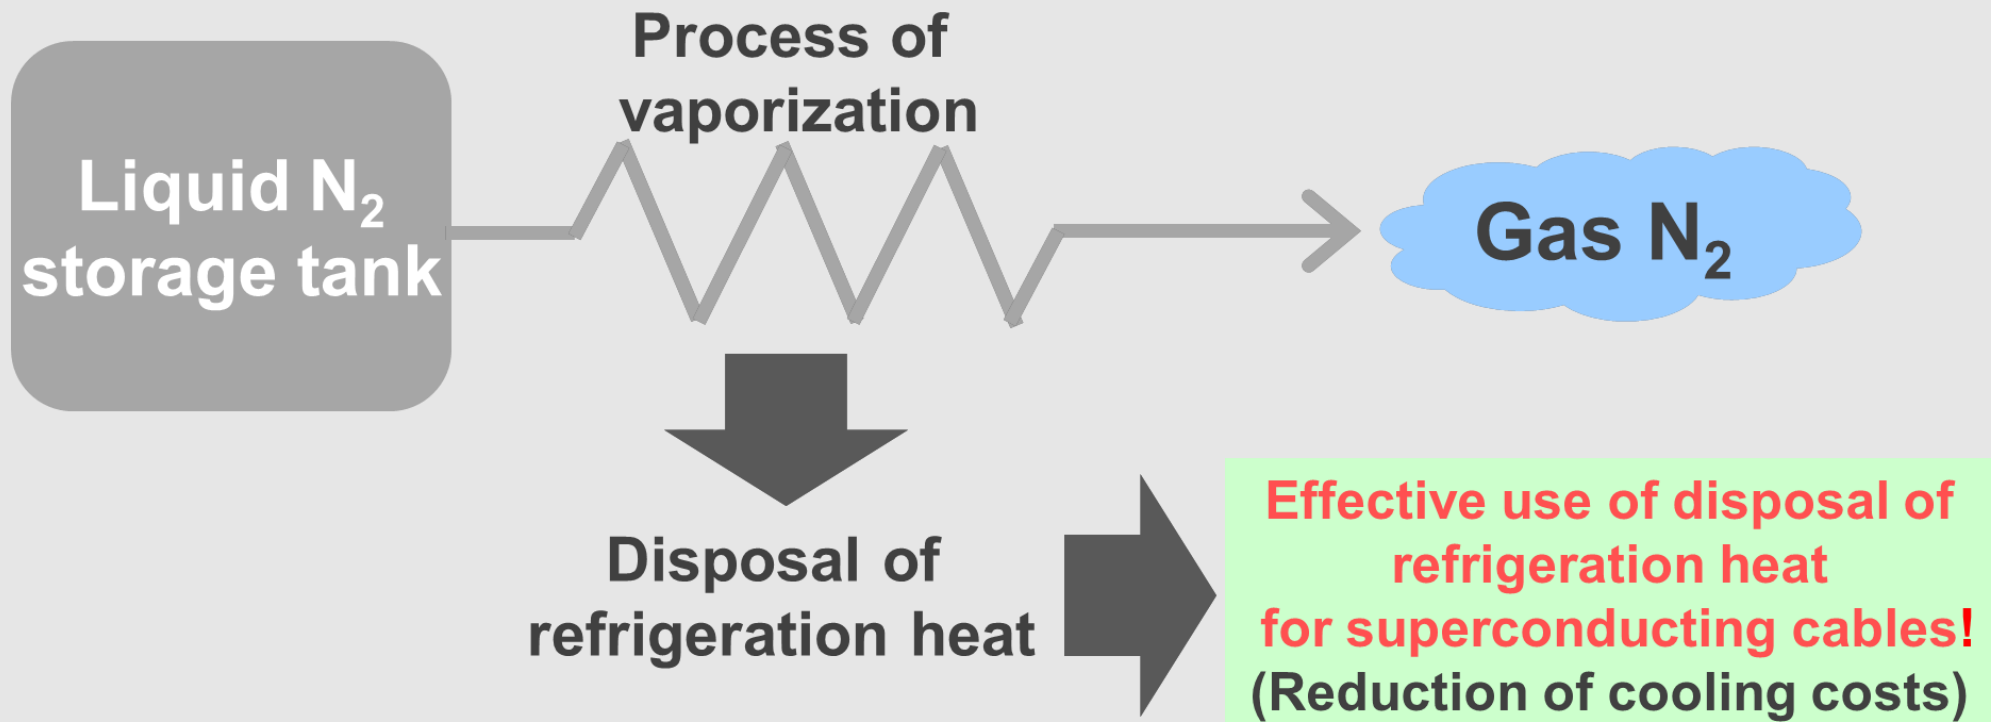 Process of
vaporization
Liquid N₂
storage tank
Gas N₂
Disposal of
refrigeration heat
Effective use of disposal of
refrigeration heat
for superconducting cables!
(Reduction of cooling costs)